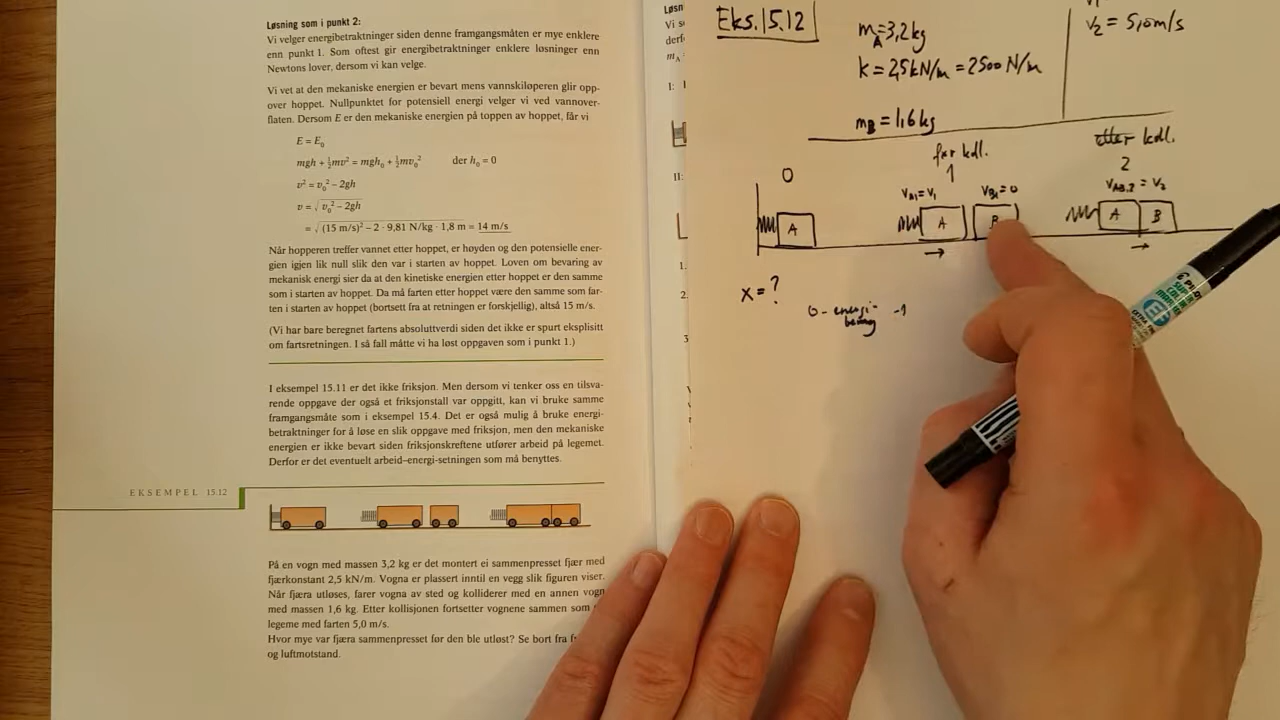 Løsning som i punkt 2:
Vi velger energibetraktninger siden denne framgangsmåten er mye enklere
enn punkt 1. Som oftest gir energibetraktninger enklere løsninger enn
Newtons lover, dersom vi kan velge.
Vi vet at den mekaniske energien er bevart mens vannskiløperen glir opp-
over hoppet. Nullpunktet for potensiell energi velger vi ved vannover-
flaten. Dersom E er den mekaniske energien på toppen av hoppet, får vi
E = E₀
mgh + ½mv² = mgh₀ + ½mv₀² der h₀ = 0
v² = v₀² – 2gh
v = √(v₀² – 2gh)
= √((15 m/s)² – 2 · 9,81 N/kg · 1,8 m) = 14 m/s
Når hopperen treffer vannet etter hoppet, er høyden og den potensielle ener-
gien igjen lik null slik den var i starten av hoppet. Loven om bevaring av
mekanisk energi sier da at den kinetiske energien etter hoppet er den samme
som i starten av hoppet. Da må farten etter hoppet være den samme som far-
ten i starten av hoppet (bortsett fra at retningen er forskjellig), altså 15 m/s.
(Vi har bare beregnet fartens absoluttverdi siden det ikke er spurt eksplisitt
om fartsretningen. I så fall måtte vi ha løst oppgaven som i punkt 1.)
I eksempel 15.11 er det ikke friksjon. Men dersom vi tenker oss en tilsva-
rende oppgave der også et friksjonstall var oppgitt, kan vi bruke samme
framgangsmåte som i eksempel 15.4. Det er også mulig å bruke energi-
betraktninger for å løse en slik oppgave med friksjon, men den mekaniske
energien er ikke bevart siden friksjonskreftene utfører arbeid på legemet.
Derfor er det eventuelt arbeid–energi-setningen som må benyttes.
EKSEMPEL 15.12
På en vogn med massen 3,2 kg er det montert ei sammenpresset fjær med
fjærkonstant 2,5 kN/m. Vogna er plassert inntil en vegg slik figuren viser.
Når fjæra utløses, farer vogna av sted og kolliderer med en annen vogn
med massen 1,6 kg. Etter kollisjonen fortsetter vognene sammen som
legeme med farten 5,0 m/s.
Hvor mye var fjæra sammenpresset før den ble utløst? Se bort fra
og luftmotstand.
Løsn
Vi s
derf
I:
II:
1.
2.
3
Eks. 15.12
m_A = 3,2 kg
k = 2,5 kN/m = 2500 N/m
m_B = 1,6 kg
v₂ = 5,0 m/s
0
før koll.
1
etter koll.
2
v_A1 = v₁ v_B1 = 0
v_AB,2 = v₂
A
A B
A B
x = ?
0 - energi- - 1
bevaring
PILOT
EF